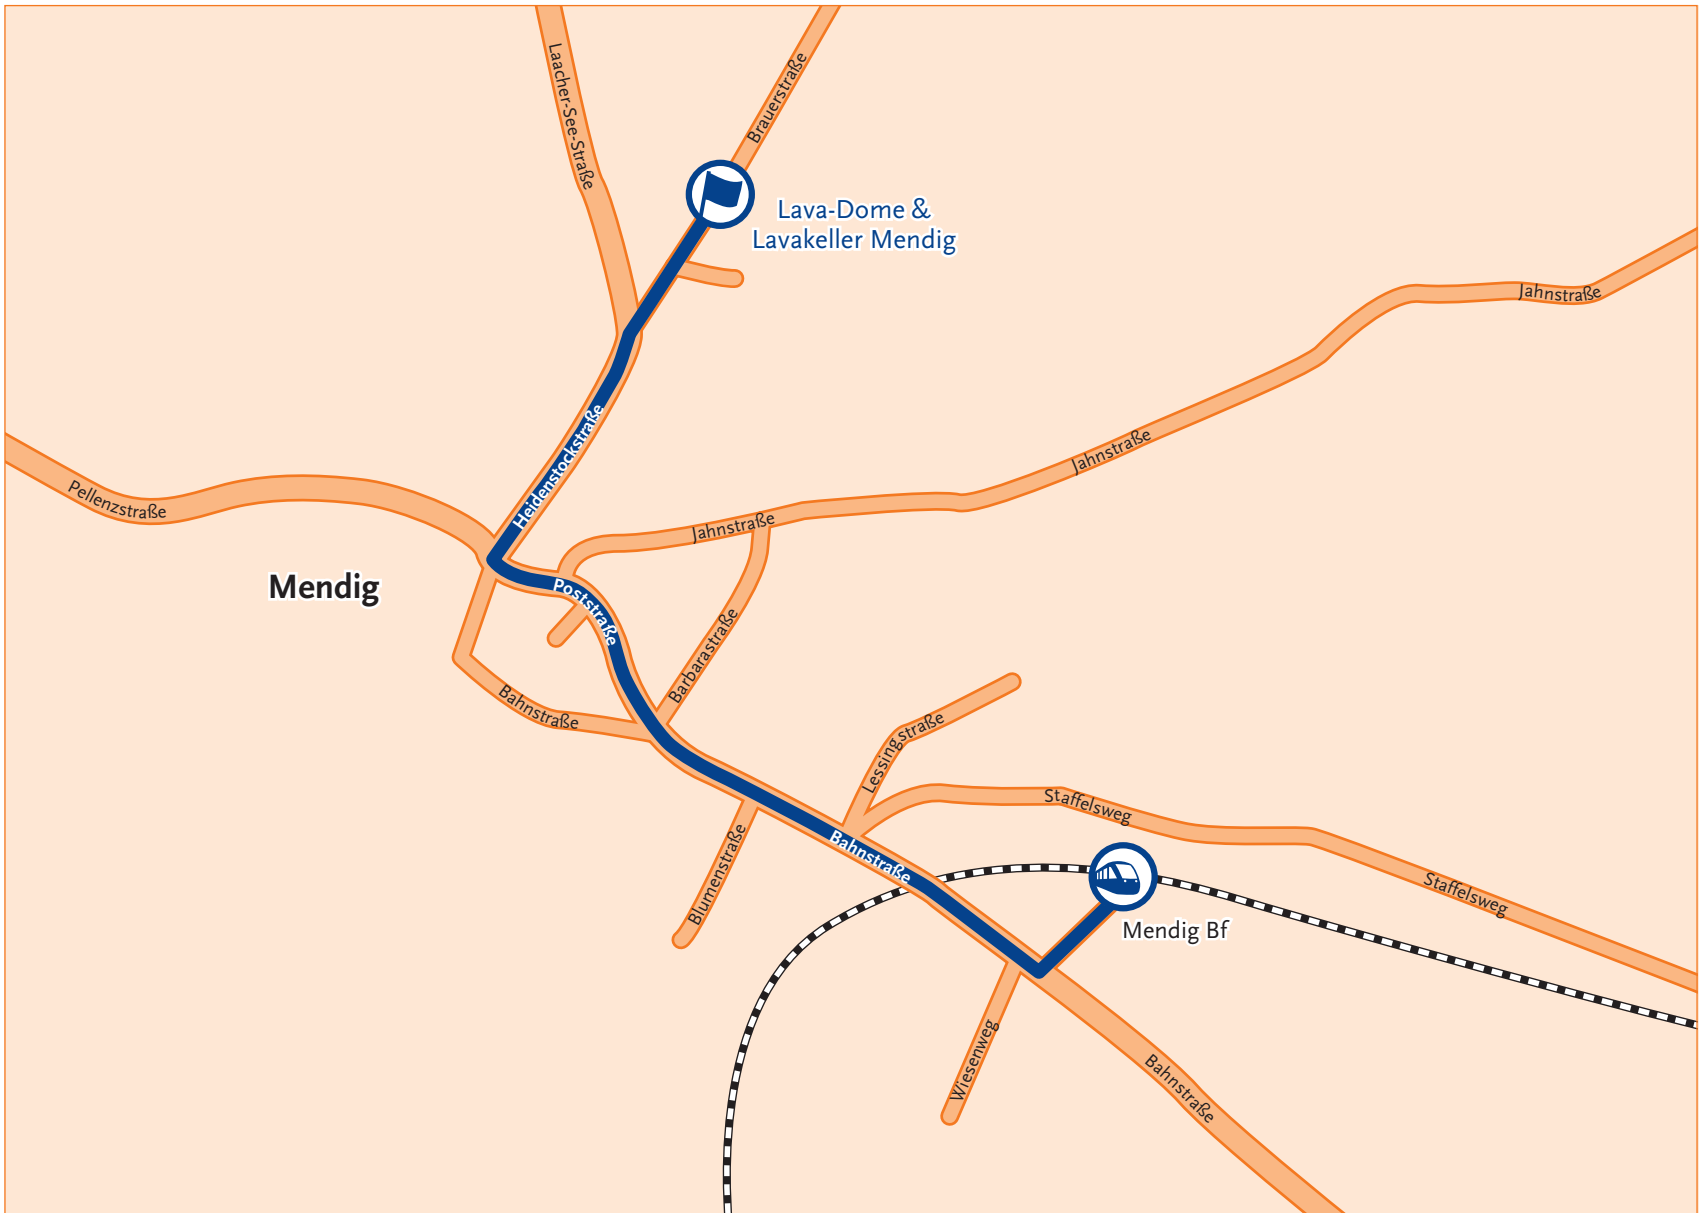 Laacher-See-Straße
Brauerstraße
Lava-Dome &
Lavakeller Mendig
Jahnstraße
Heidenstockstraße
Jahnstraße
Pellenzstraße
Jahnstraße
Mendig
Poststraße
Barbarastraße
Bahnstraße
Lessingstraße
Staffelsweg
Bahnstraße
Blumenstraße
Staffelsweg
Mendig Bf
Wiesenweg
Bahnstraße